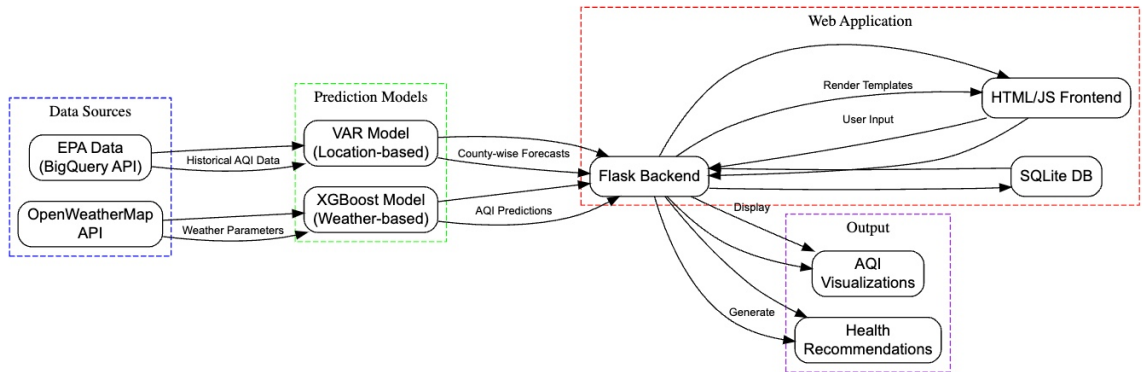 Web Application
Data Sources
EPA Data
(BigQuery API)
OpenWeatherMap
API
Historical AQI Data
Weather Parameters
Prediction Models
VAR Model
(Location-based)
XGBoost Model
(Weather-based)
County-wise Forecasts
AQI Predictions
Flask Backend
Render Templates
User Input
HTML/JS Frontend
SQLite DB
Display
Generate
Output
AQI
Visualizations
Health
Recommendations